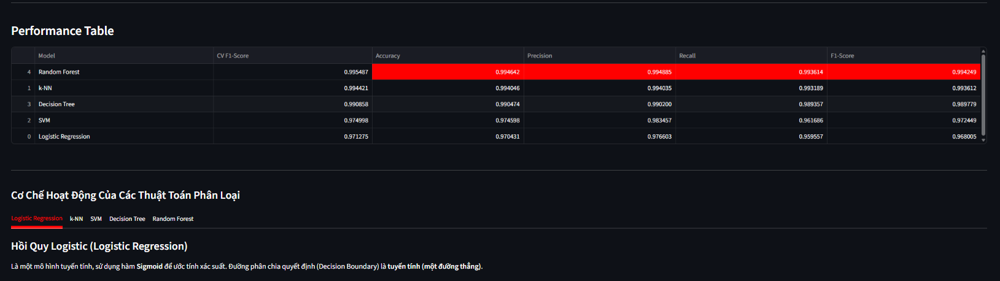 Performance Table
Model CV F1-Score Accuracy Precision Recall F1-Score
4 Random Forest 0.995487 0.994642 0.994885 0.993614 0.994249
1 k-NN 0.994421 0.994046 0.994035 0.993189 0.993612
3 Decision Tree 0.990858 0.990474 0.990200 0.989357 0.989779
2 SVM 0.974998 0.974598 0.983457 0.961686 0.972449
0 Logistic Regression 0.971275 0.970431 0.976603 0.959557 0.968005
Cơ Chế Hoạt Động Của Các Thuật Toán Phân Loại
Logistic Regression k-NN SVM Decision Tree Random Forest
Hồi Quy Logistic (Logistic Regression)
Là một mô hình tuyến tính, sử dụng hàm Sigmoid để ước tính xác suất. Đường phân chia quyết định (Decision Boundary) là tuyến tính (một đường thẳng).